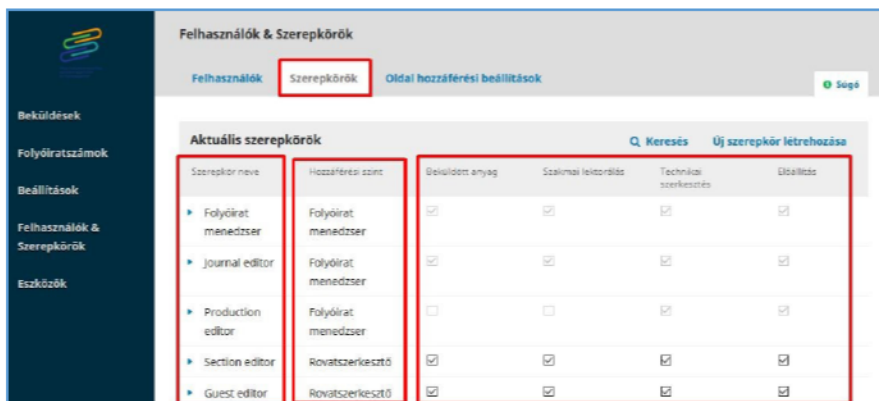 Felhasználók & Szerepkörök
Felhasználók Szerepkörök Oldal hozzáférési beállítások
Súgó
Beküldések
Folyóiratszámok
Beállítások
Felhasználók &
Szerepkörök
Eszközök
Aktuális szerepkörök Keresés Új szerepkör létrehozása
Szerepkör neve Hozzáférési szint Beküldött anyag Szakmai lektorálás Technikai Előállítás
szerkesztés
Folyóirat Folyóirat
menedzser menedzser
Journal editor Folyóirat
menedzser
Production Folyóirat
editor menedzser
Section editor Rovatszerkesztő
Guest editor Rovatszerkesztő